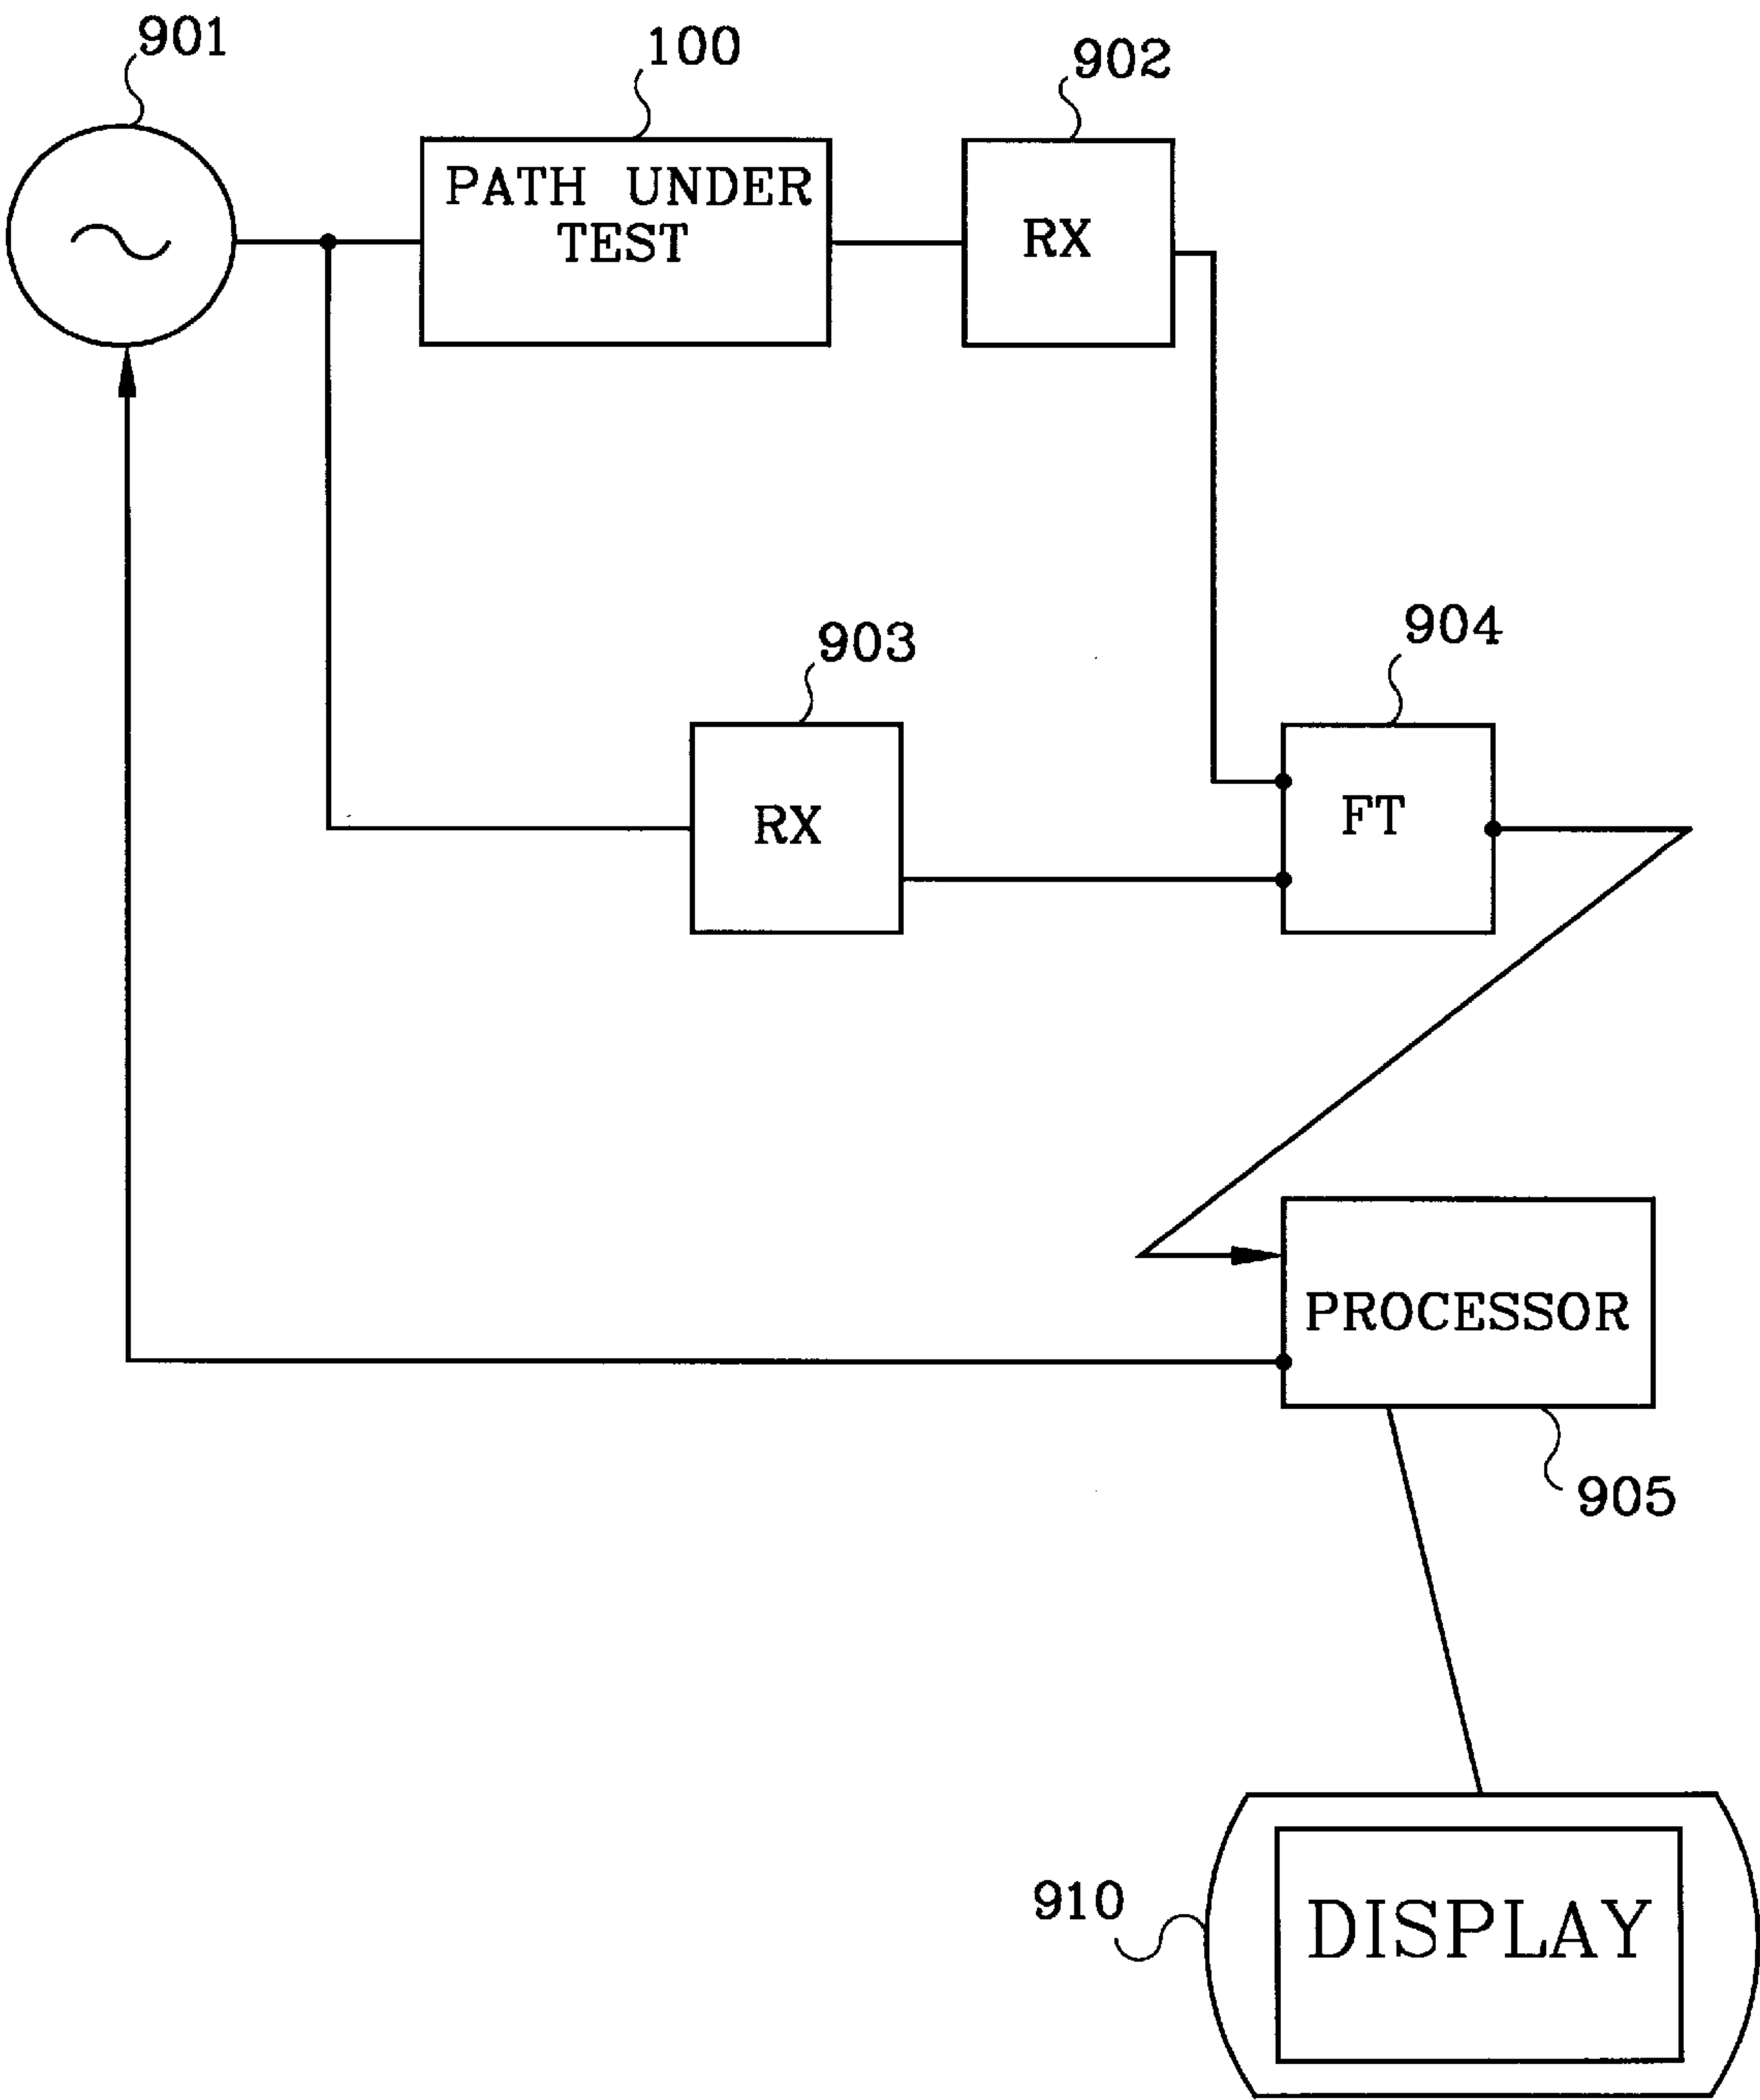 901
100
902
PATH UNDER
TEST
RX
903
904
RX
FT
PROCESSOR
905
910
DISPLAY